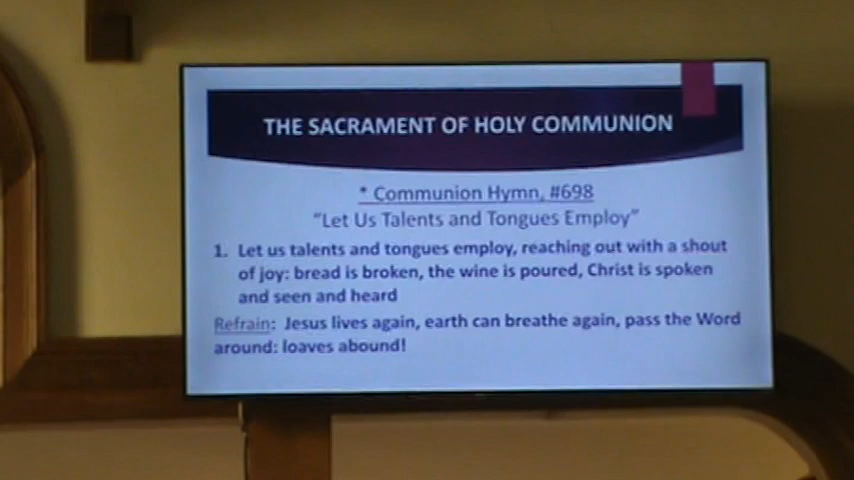 THE SACRAMENT OF HOLY COMMUNION
* Communion Hymn, #698
“Let Us Talents and Tongues Employ”
1. Let us talents and tongues employ, reaching out with a shout
of joy: bread is broken, the wine is poured, Christ is spoken
and seen and heard
Refrain: Jesus lives again, earth can breathe again, pass the Word
around: loaves abound!